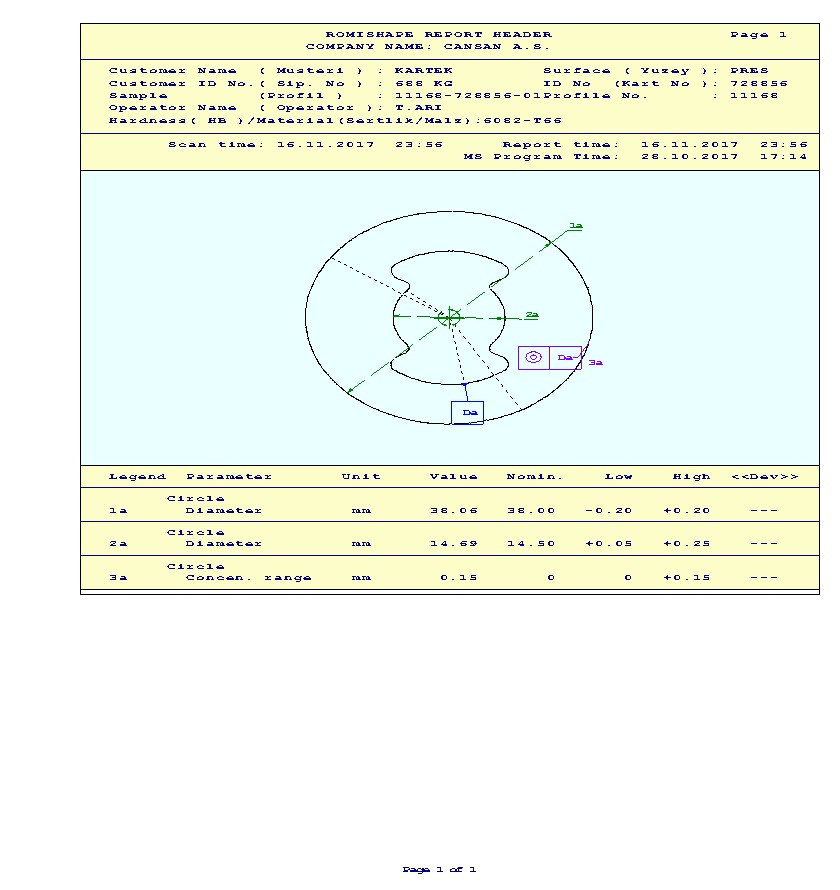 ROMISHAPE REPORT HEADER Page 1
COMPANY NAME: CANSAN A.S.
Customer Name ( Musteri ) : KARTEK Surface ( Yuzey ): PRES
Customer ID No.( Sip. No ) : 688 KG ID No (Kart No ): 728856
Sample (Profil ) : 11168-728856-01Profile No. : 11168
Operator Name ( Operator ): T.ARI
Hardness( HB )/Material(Sertlik/Malz):6082-T66
Scan time: 16.11.2017 23:56 Report time: 16.11.2017 23:56
MS Program Time: 28.10.2017 17:14
1a
2a
Da
3a
Da
Legend Parameter Unit Value Nomin. Low High <<Dev>>
Circle
1a Diameter mm 38.06 38.00 -0.20 +0.20 ---
Circle
2a Diameter mm 14.69 14.50 +0.05 +0.25 ---
Circle
3a Concen. range mm 0.15 0 0 +0.15 ---
Page 1 of 1